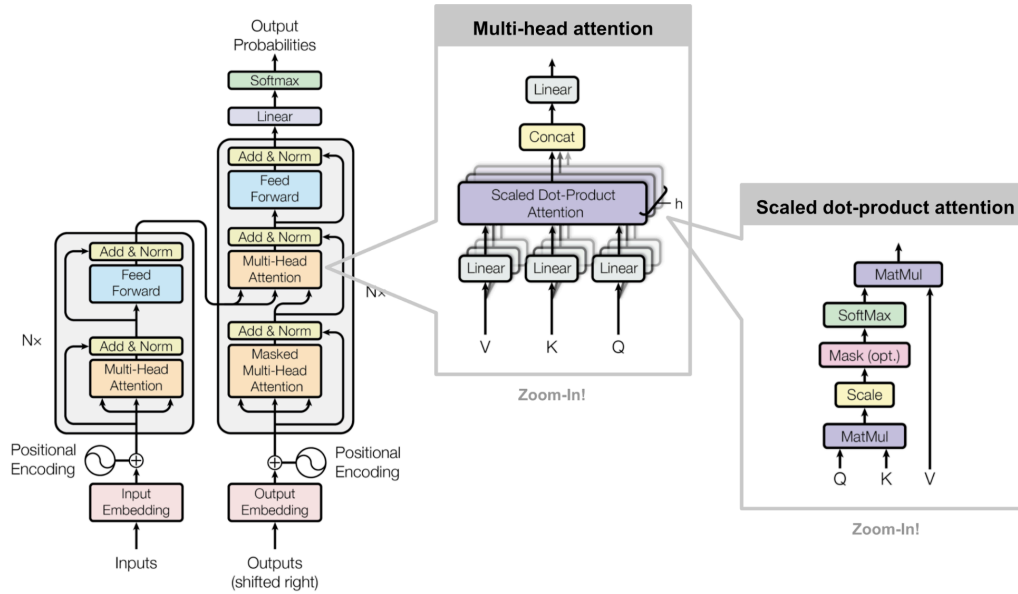 Output
Probabilities
Softmax
Linear
Add & Norm
Feed
Forward
Add & Norm
Multi-Head
Attention
Add & Norm
Masked
Multi-Head
Attention
N×
Positional
Encoding
Output
Embedding
Outputs
(shifted right)
Add & Norm
Feed
Forward
Add & Norm
Multi-Head
Attention
N×
Positional
Encoding
Input
Embedding
Inputs
Multi-head attention
Linear
Concat
Scaled Dot-Product
Attention
h
Linear Linear Linear
V K Q
Zoom-In!
Scaled dot-product attention
MatMul
SoftMax
Mask (opt.)
Scale
MatMul
Q K V
Zoom-In!